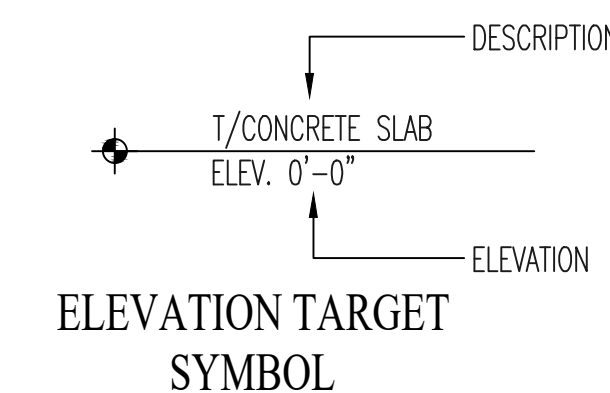 DESCRIPTION
T/CONCRETE SLAB
ELEV. 0'-0"
ELEVATION
ELEVATION TARGET
SYMBOL